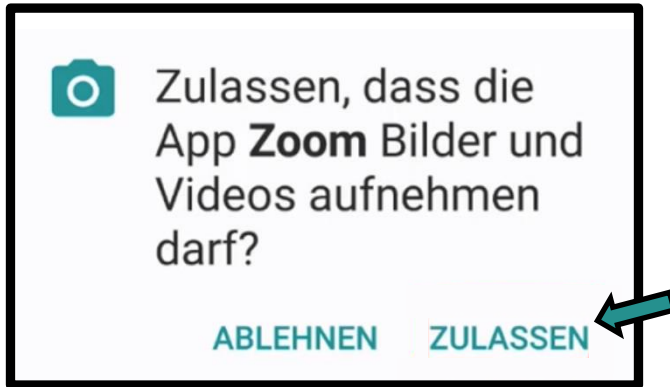 Zulassen, dass die
App Zoom Bilder und
Videos aufnehmen
darf?
ABLEHNEN ZULASSEN